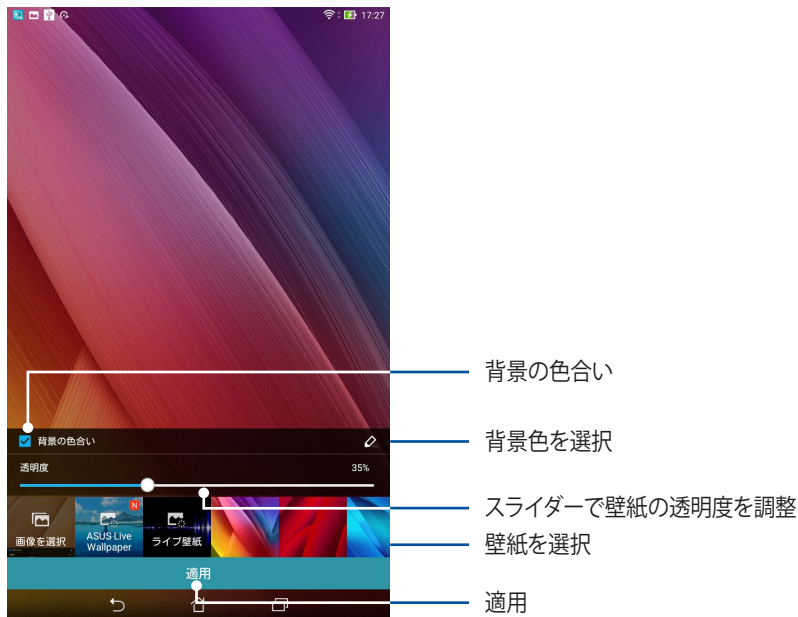 17:27
背景の色合い
背景の色合い
背景色を選択
透明度
35%
スライダーで壁紙の透明度を調整
N
画像を選択
ASUS Live
Wallpaper
ライブ壁紙
壁紙を選択
適用
適用